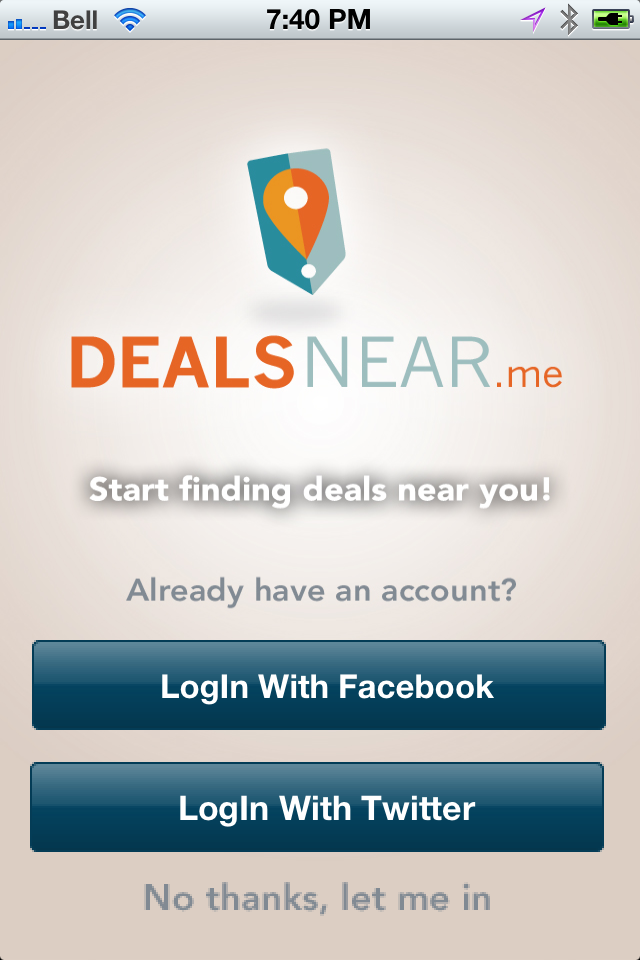 Bell 7:40 PM
DEALSNEAR.me
Start finding deals near you!
Already have an account?
LogIn With Facebook
LogIn With Twitter
No thanks, let me in